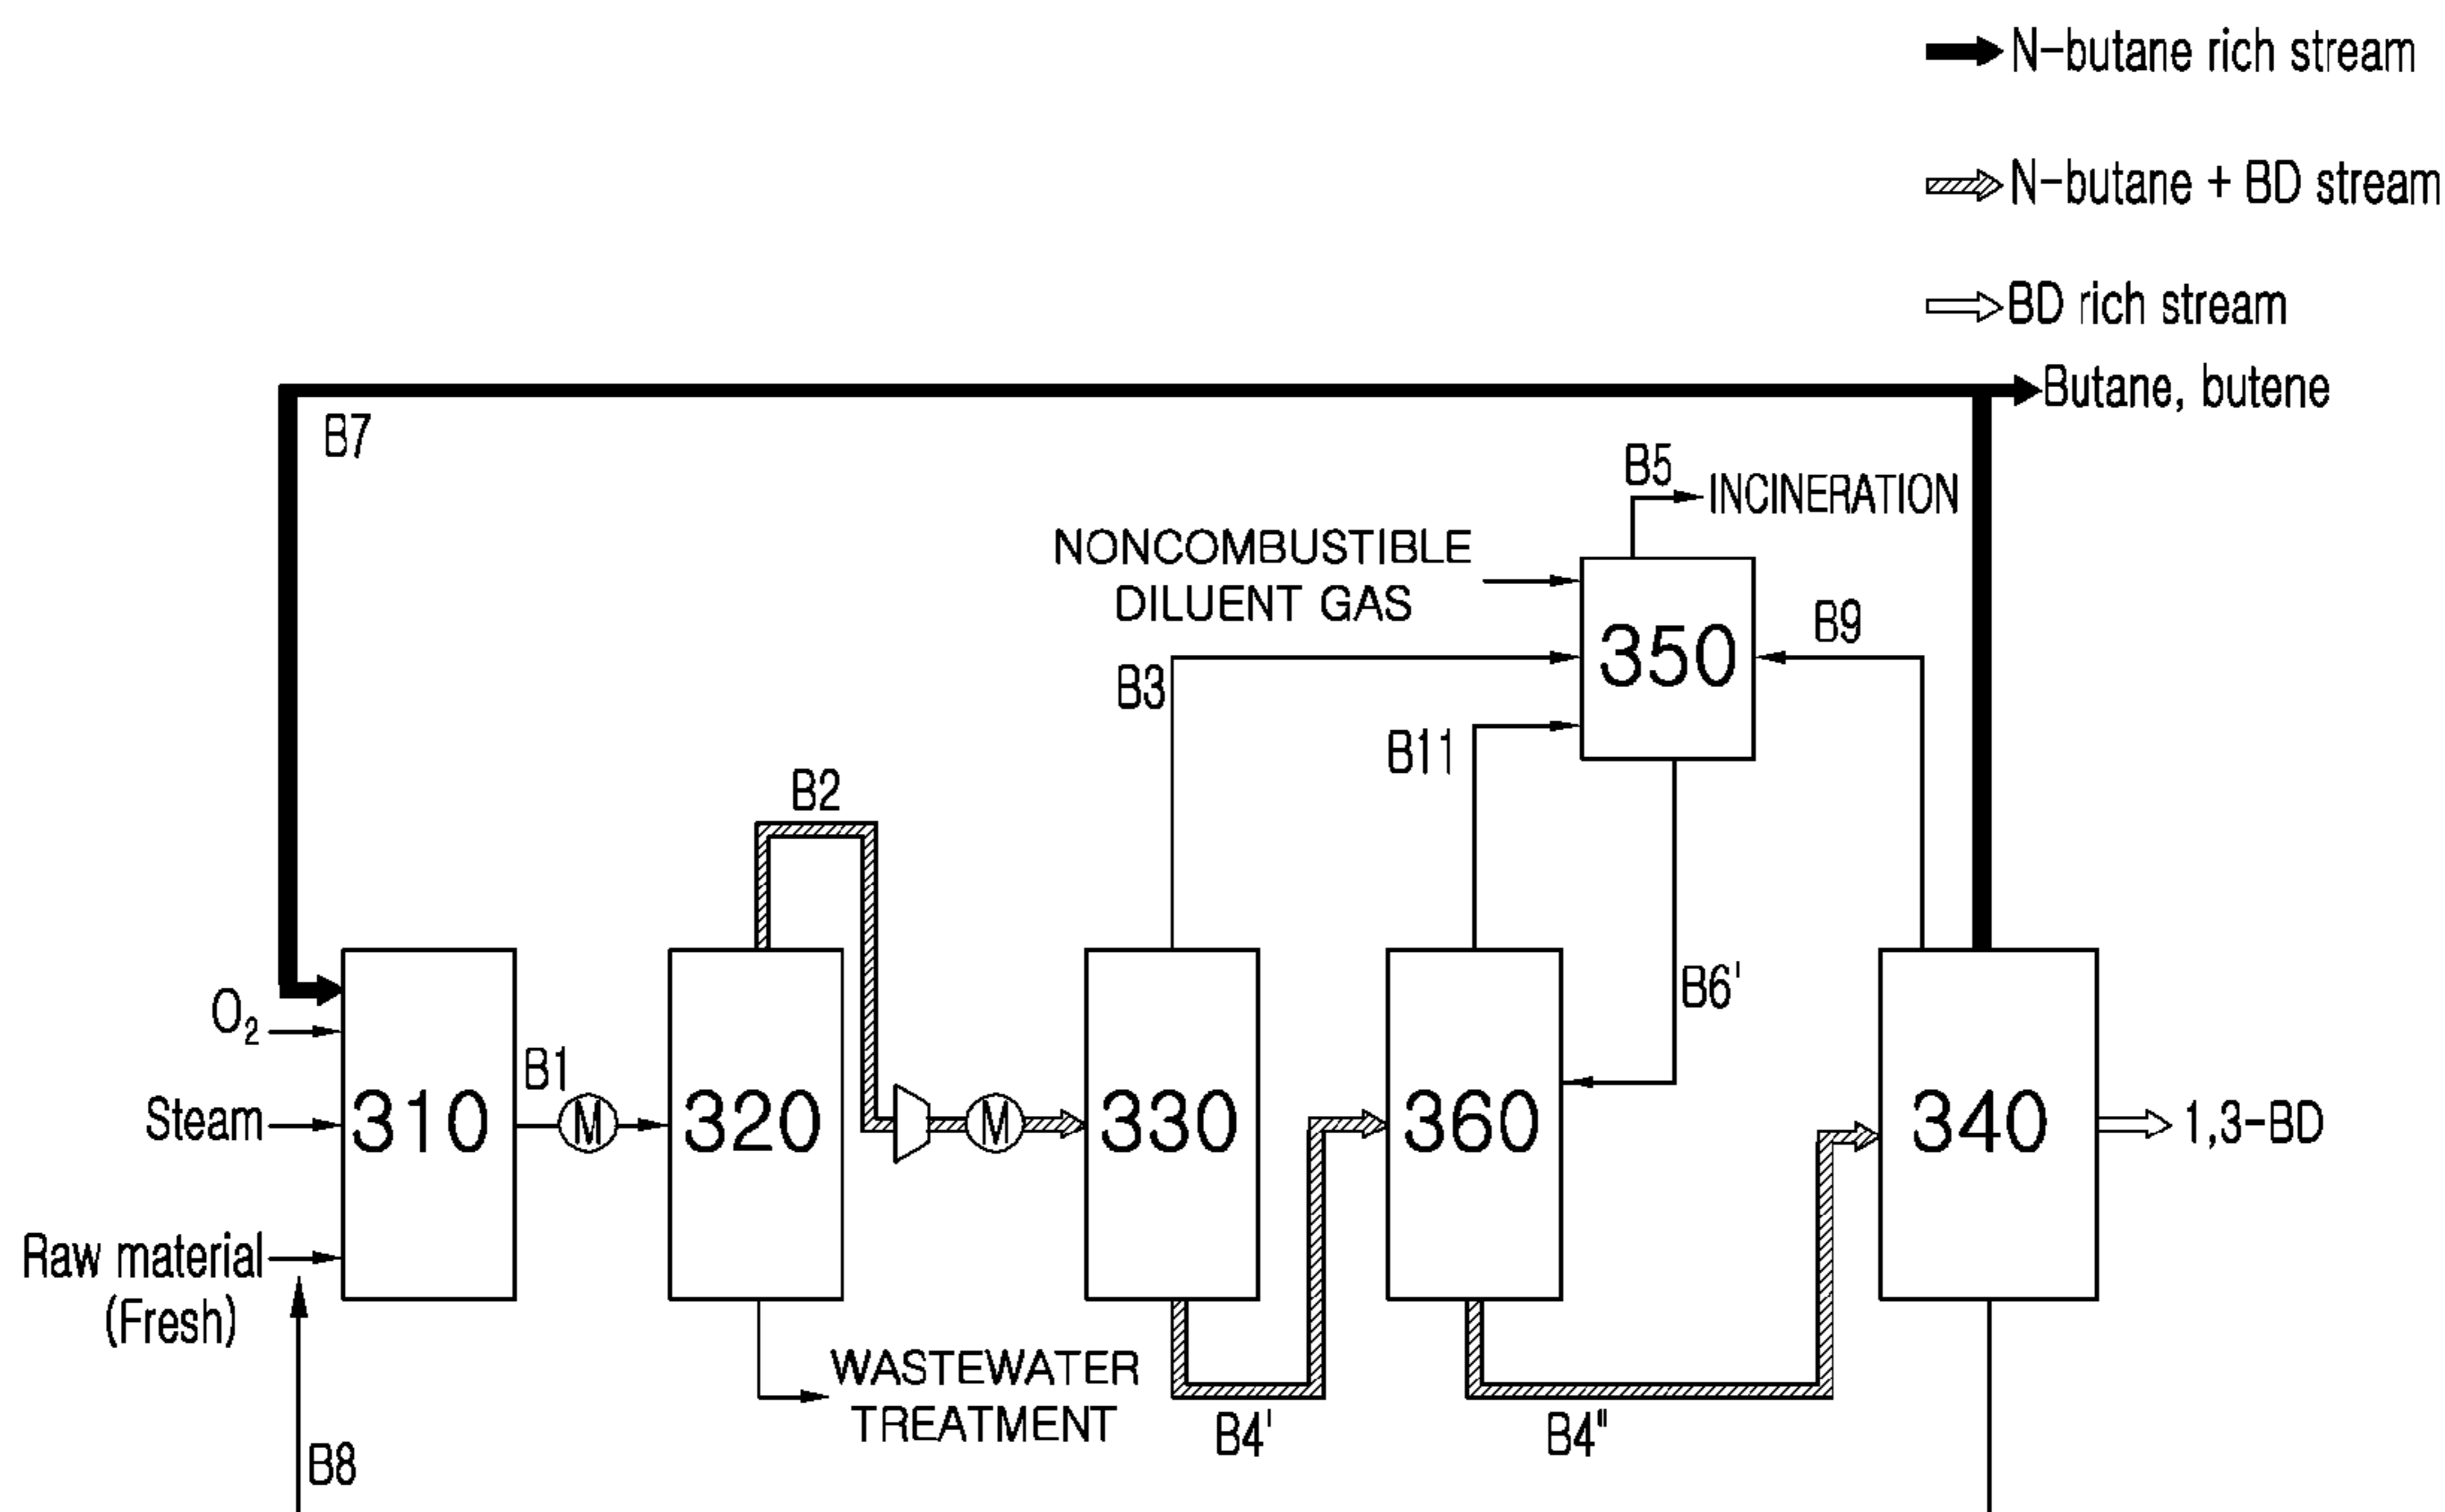 N-butane rich stream
N-butane + BD stream
BD rich stream
Butane, butene
B7
B5
INCINERATION
NONCOMBUSTIBLE
DILUENT GAS
350
B9
B3
B11
B2
B6'
O2
B1
Steam
310
M
320
M
330
360
340
1,3-BD
Raw material
(Fresh)
WASTEWATER
TREATMENT
B4'
B4"
B8